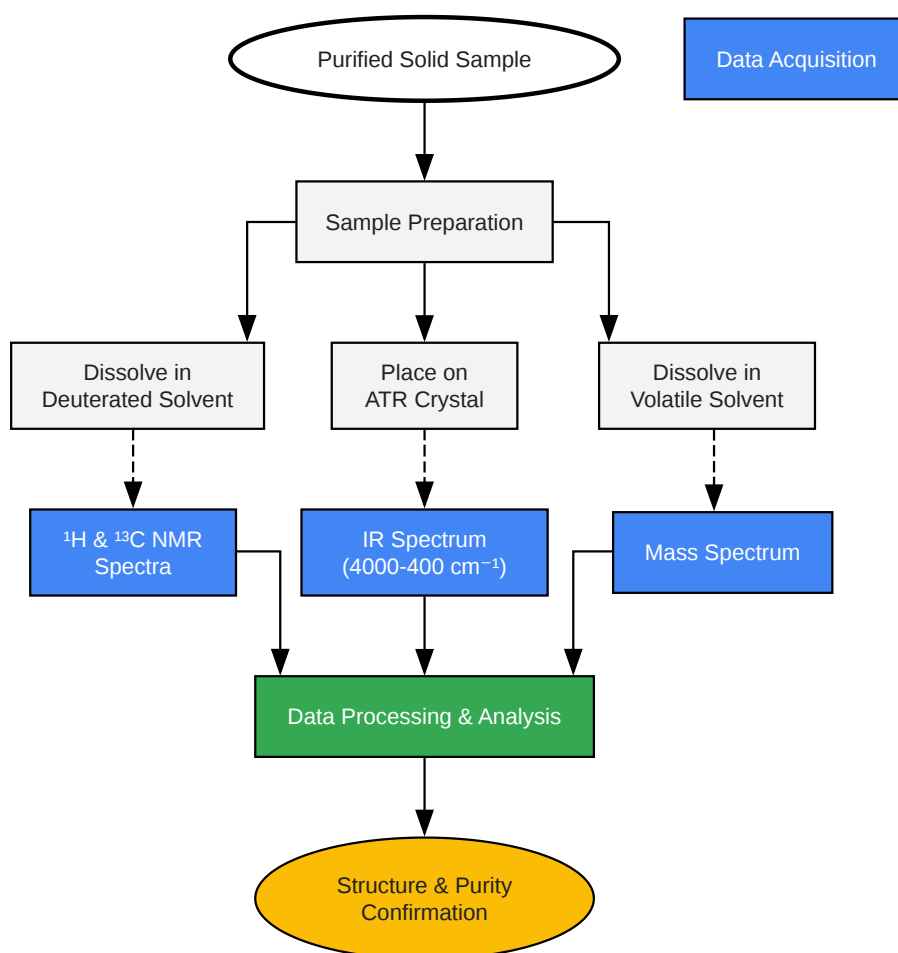 Purified Solid Sample
Data Acquisition
Sample Preparation
Dissolve in
Deuterated Solvent
Place on
ATR Crystal
Dissolve in
Volatile Solvent
¹H & ¹³C NMR
Spectra
IR Spectrum
(4000-400 cm⁻¹)
Mass Spectrum
Data Processing & Analysis
Structure & Purity
Confirmation